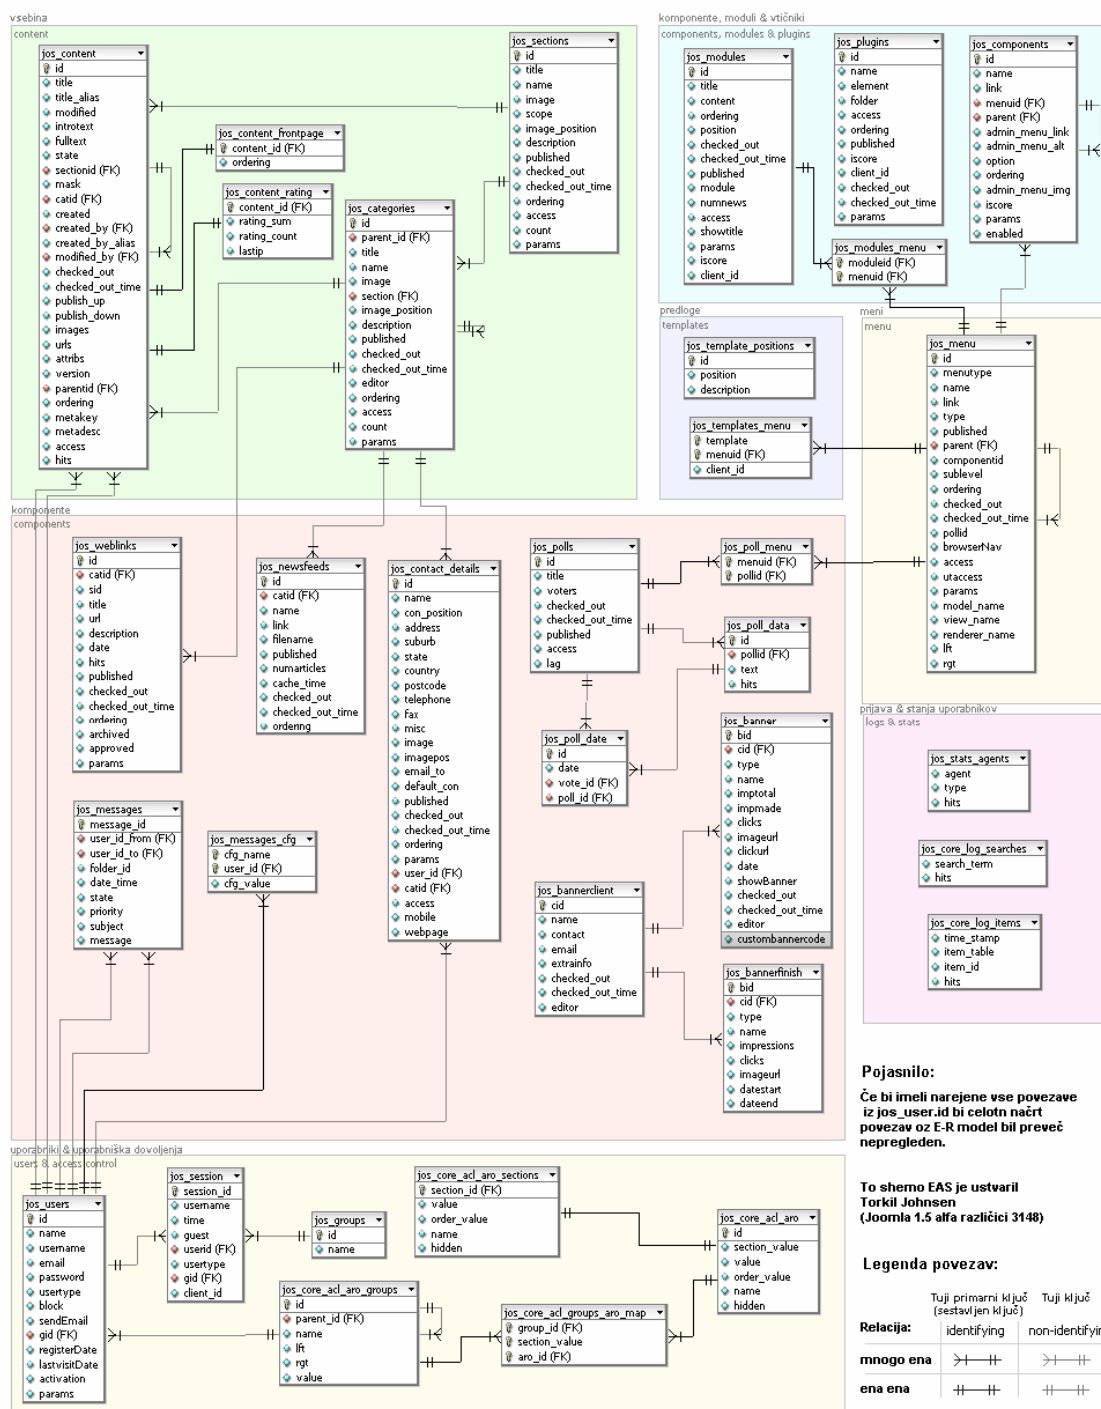 vsebina
content
jos_content
id
title
title_alias
modified
introtext
fulltext
state
sectionid (FK)
mask
catid (FK)
created
created_by (FK)
created_by_alias
modified_by (FK)
checked_out
checked_out_time
publish_up
publish_down
images
urls
attribs
version
parentid (FK)
ordering
metakey
metadesc
access
hits
jos_content_frontpage
content_id (FK)
ordering
jos_content_rating
content_id (FK)
rating_sum
rating_count
lastip
jos_categories
id
parent_id (FK)
title
name
image
section (FK)
image_position
description
published
checked_out
checked_out_time
editor
ordering
access
count
params
jos_sections
id
title
name
image
scope
image_position
description
published
checked_out
checked_out_time
ordering
access
count
params
komponente, moduli & vtičniki
components, modules & plugins
jos_modules
id
title
content
ordering
position
checked_out
checked_out_time
published
module
numnews
access
showtitle
params
iscore
client_id
jos_plugins
id
name
element
folder
access
ordering
published
iscore
client_id
checked_out
checked_out_time
params
jos_modules_menu
moduleid (FK)
menuid (FK)
jos_components
id
name
link
menuid (FK)
parent (FK)
admin_menu_link
admin_menu_alt
option
ordering
admin_menu_img
iscore
params
enabled
predloge
templates
jos_template_positions
id
position
description
jos_templates_menu
template
menuid (FK)
client_id
meni
menu
jos_menu
id
menutype
name
link
type
published
parent (FK)
componentid
sublevel
ordering
checked_out
checked_out_time
pollid
browserNav
access
utaccess
params
model_name
view_name
renderer_name
lft
rgt
komponente
components
jos_weblinks
id
catid (FK)
sid
title
url
description
date
hits
published
checked_out
checked_out_time
ordering
archived
approved
params
jos_newsfeeds
id
catid (FK)
name
link
filename
published
numarticles
cache_time
checked_out
checked_out_time
ordering
jos_contact_details
id
name
con_position
address
suburb
state
country
postcode
telephone
fax
misc
image
imagepos
email_to
default_con
published
checked_out
checked_out_time
ordering
params
user_id (FK)
catid (FK)
access
mobile
webpage
jos_polls
id
title
voters
checked_out
checked_out_time
published
access
lag
jos_poll_menu
menuid (FK)
pollid (FK)
jos_poll_data
id
pollid (FK)
text
hits
jos_poll_date
id
date
vote_id (FK)
poll_id (FK)
jos_banner
bid
cid (FK)
type
name
imptotal
impmade
clicks
imageurl
clickurl
date
showBanner
checked_out
checked_out_time
editor
custombannercode
jos_messages
message_id
user_id_from (FK)
user_id_to (FK)
folder_id
date_time
state
priority
subject
message
jos_messages_cfg
cfg_name
user_id (FK)
cfg_value
jos_bannerclient
cid
name
contact
email
extrainfo
checked_out
checked_out_time
editor
jos_bannerfinish
bid
cid (FK)
type
name
impressions
clicks
imageurl
datestart
dateend
prijava & stanja uporabnikov
logs & stats
jos_stats_agents
agent
type
hits
jos_core_log_searches
search_term
hits
jos_core_log_items
time_stamp
item_table
item_id
hits
uporabniki & uporabniška dovoljenja
users & access control
jos_users
id
name
username
email
password
usertype
block
sendEmail
gid (FK)
registerDate
lastvisitDate
activation
params
jos_session
session_id
username
time
guest
userid (FK)
usertype
gid (FK)
client_id
jos_groups
id
name
jos_core_acl_aro_groups
id
parent_id (FK)
name
lft
rgt
value
jos_core_acl_aro_sections
section_id (FK)
value
order_value
name
hidden
jos_core_acl_groups_aro_map
group_id (FK)
section_value
aro_id (FK)
jos_core_acl_aro
id
section_value
value
order_value
name
hidden
Pojasnilo:
Če bi imeli narejene vse povezave
iz jos_user.id bi celotn načrt
povezav oz E-R model bil preveč
nepregleden.
To shemo EAS je ustvaril
Torkil Johnsen
(Joomla 1.5 alfa različici 3148)
Legenda povezav:
Tuji primarni ključ
(sestavljen ključ)
Tuji ključ
Relacija:
identifying
non-identifyin
mnogo ena
ena ena